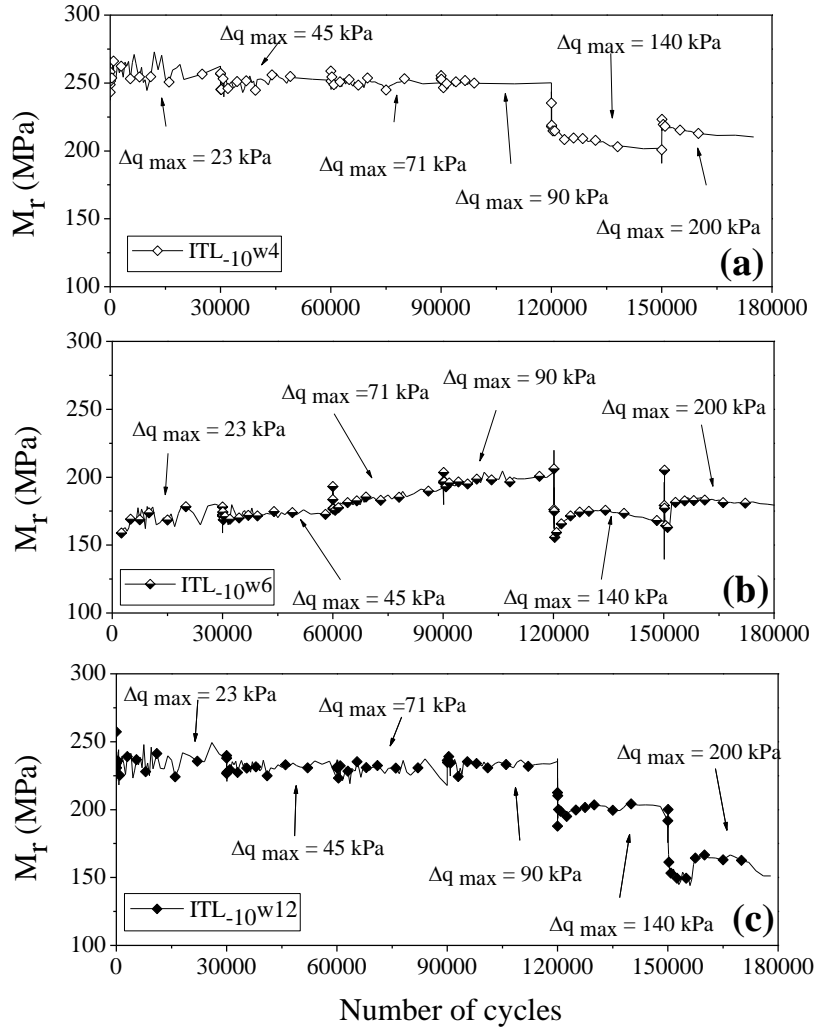 300
250
200
150
100
M_r (MPa)
Δq max = 45 kPa
Δq max = 140 kPa
Δq max = 23 kPa
Δq max =71 kPa
Δq max = 90 kPa
Δq max = 200 kPa
ITL-10w4
(a)
0 30000 60000 90000 120000 150000 180000
300
250
200
150
100
M_r (MPa)
Δq max = 90 kPa
Δq max =71 kPa
Δq max = 200 kPa
Δq max = 23 kPa
Δq max = 45 kPa
Δq max = 140 kPa
ITL-10w6
(b)
0 30000 60000 90000 120000 150000 180000
300
250
200
150
100
M_r (MPa)
Δq max = 23 kPa
Δq max =71 kPa
Δq max = 200 kPa
Δq max = 45 kPa
Δq max = 90 kPa
Δq max = 140 kPa
ITL-10w12
(c)
0 30000 60000 90000 120000 150000 180000
Number of cycles